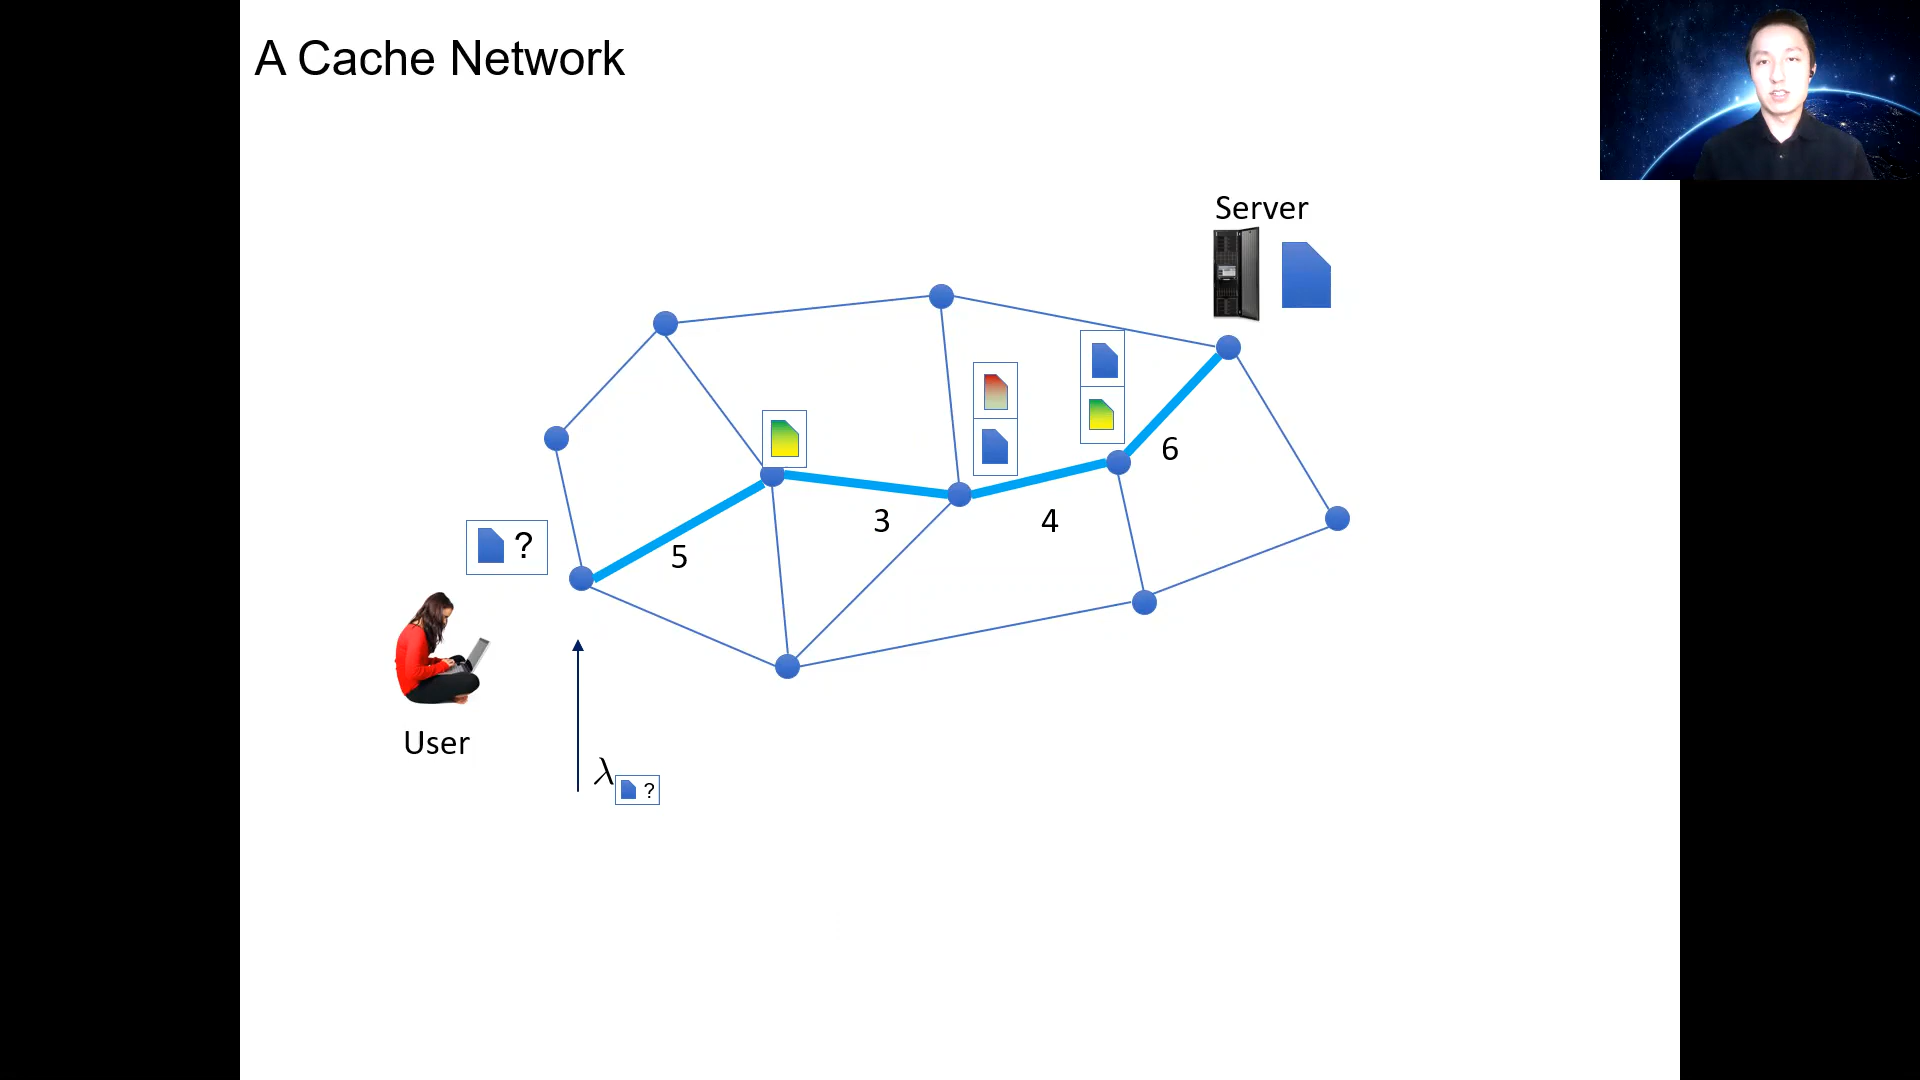 A Cache Network
Server
6
3
4
?
5
User
λ ?